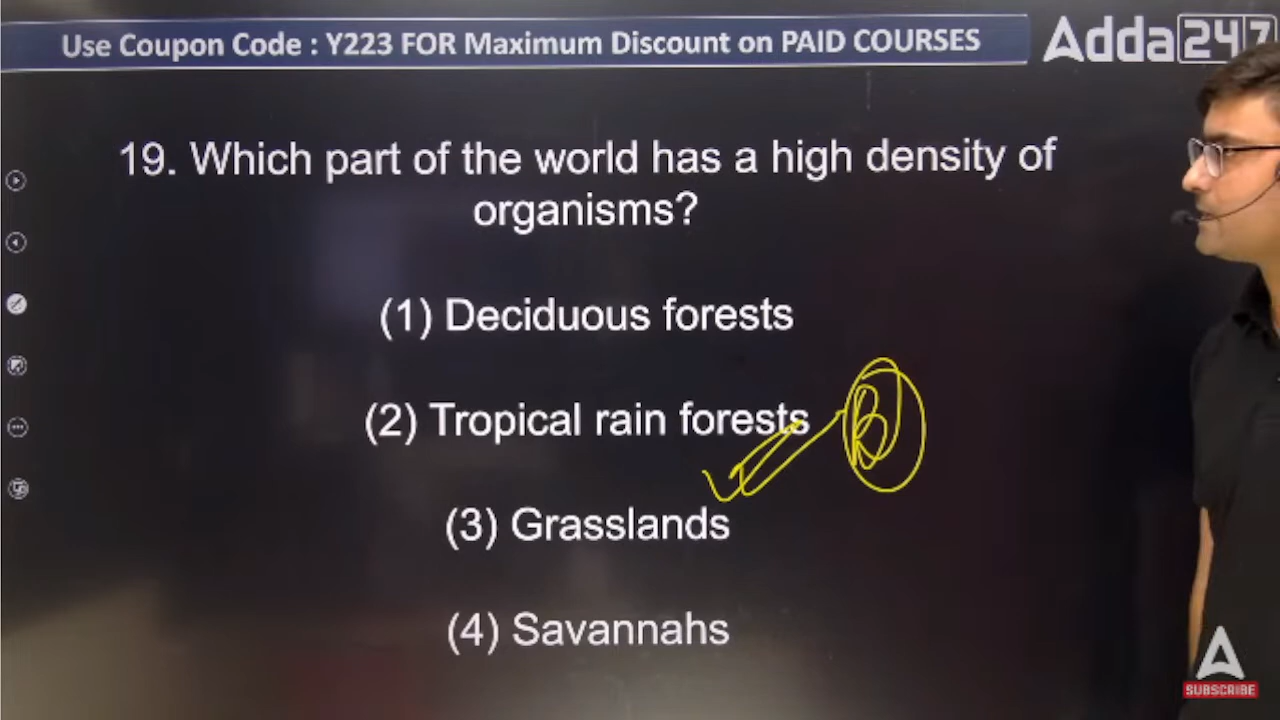 Use Coupon Code : Y223 FOR Maximum Discount on PAID COURSES
Adda247
19. Which part of the world has a high density of
organisms?
(1) Deciduous forests
(2) Tropical rain forests
B
(3) Grasslands
(4) Savannahs
SUBSCRIBE